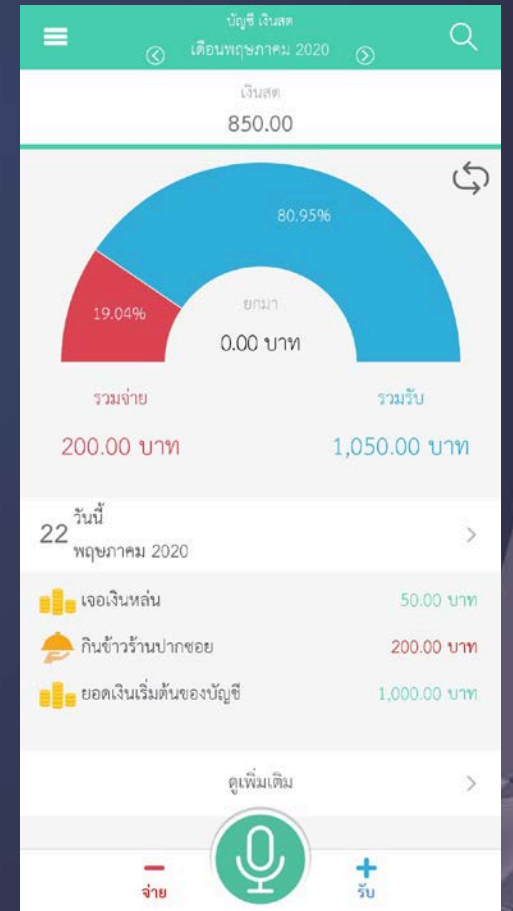 บัญชี เงินสด
เดือนพฤษภาคม 2020
เงินสด
850.00
80.95%
19.04%
ยกมา
0.00 บาท
รวมจ่าย
รวมรับ
200.00 บาท
1,050.00 บาท
22 วันนี้
พฤษภาคม 2020
เจอเงินหล่น 50.00 บาท
กินข้าวร้านปากซอย 200.00 บาท
ยอดเงินเริ่มต้นของบัญชี 1,000.00 บาท
ดูเพิ่มเติม
จ่าย
รับ